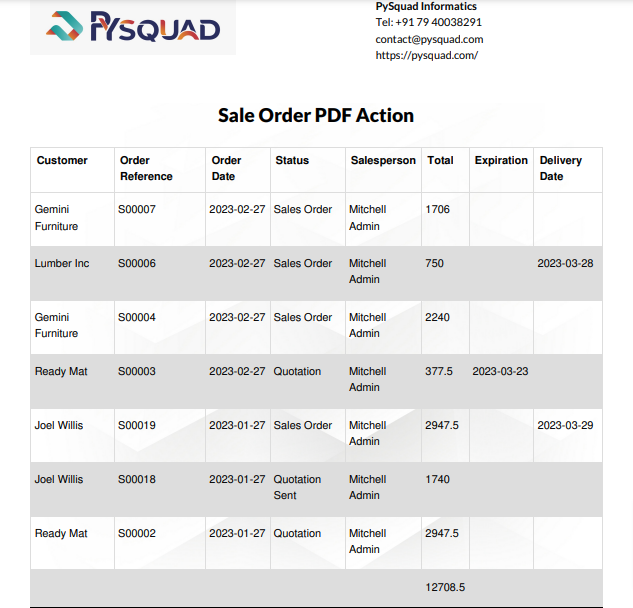 PYSQUAD
PySquad Informatics
Tel: +91 79 40038291
contact@pysquad.com
https://pysquad.com/
Sale Order PDF Action
Customer Order Reference Order Date Status Salesperson Total Expiration Delivery Date
Gemini Furniture S00007 2023-02-27 Sales Order Mitchell Admin 1706
Lumber Inc S00006 2023-02-27 Sales Order Mitchell Admin 750 2023-03-28
Gemini Furniture S00004 2023-02-27 Sales Order Mitchell Admin 2240
Ready Mat S00003 2023-02-27 Quotation Mitchell Admin 377.5 2023-03-23
Joel Willis S00019 2023-01-27 Sales Order Mitchell Admin 2947.5 2023-03-29
Joel Willis S00018 2023-01-27 Quotation Sent Mitchell Admin 1740
Ready Mat S00002 2023-01-27 Quotation Mitchell Admin 2947.5
12708.5